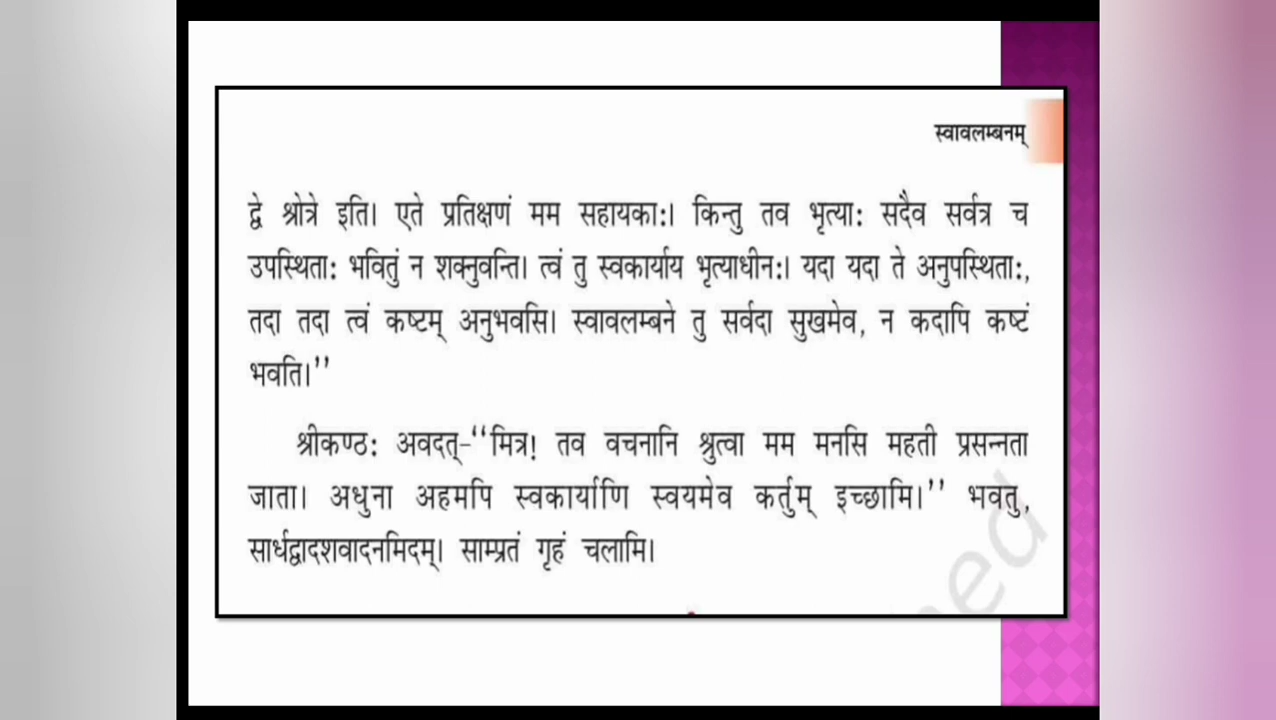 स्वावलम्बनम्
द्वे श्रोत्रे इति। एते प्रतिक्षणं मम सहायकाः। किन्तु तव भृत्याः सदैव सर्वत्र च
उपस्थिताः भवितुं न शक्नुवन्ति। त्वं तु स्वकार्याय भृत्याधीनः। यदा यदा ते अनुपस्थिताः,
तदा तदा त्वं कष्टम् अनुभवसि। स्वावलम्बने तु सर्वदा सुखमेव, न कदापि कष्टं
भवति।’’
श्रीकण्ठः अवदत्-‘‘मित्र! तव वचनानि श्रुत्वा मम मनसि महती प्रसन्नता
जाता। अधुना अहमपि स्वकार्याणि स्वयमेव कर्तुम् इच्छामि।’’ भवतु,
सार्धद्वादशवादनमिदम्। साम्प्रतं गृहं चलामि।